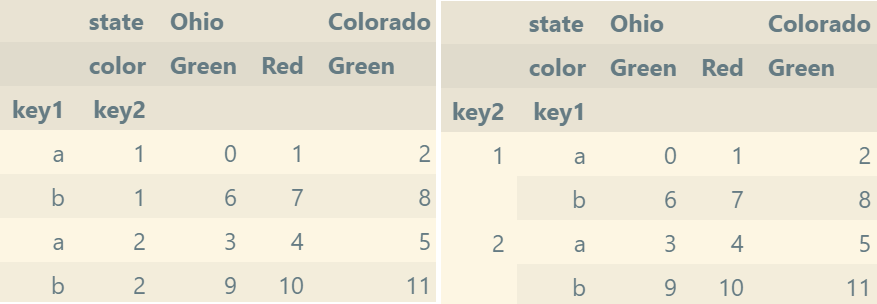 state Ohio Colorado
color Green Red Green
key1 key2
a 1 0 1 2
b 1 6 7 8
a 2 3 4 5
b 2 9 10 11
state Ohio Colorado
color Green Red Green
key2 key1
1 a 0 1 2
b 6 7 8
2 a 3 4 5
b 9 10 11